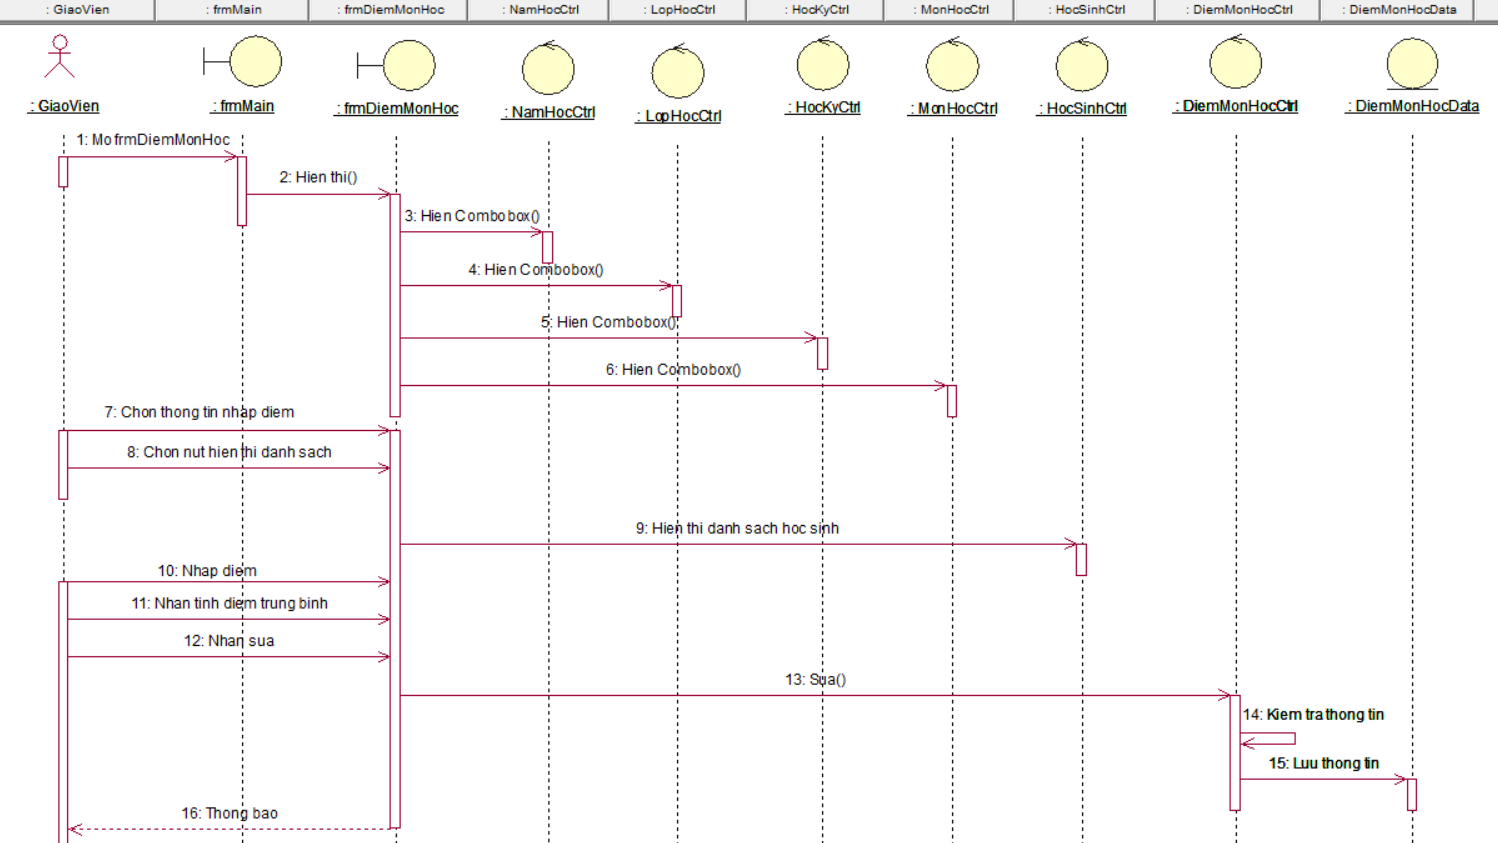 : GiaoVien
: frmMain
: frmDiemMonHoc
: NamHocCtrl
: LopHocCtrl
: HocKyCtrl
: MonHocCtrl
: HocSinhCtrl
: DiemMonHocCtrl
: DiemMonHocData
: GiaoVien
: frmMain
: frmDiemMonHoc
: NamHocCtrl
: LopHocCtrl
: HocKyCtrl
: MonHocCtrl
: HocSinhCtrl
: DiemMonHocCtrl
: DiemMonHocData
1: Mo frmDiemMonHoc
2: Hien thi()
3: Hien Combobox()
4: Hien Combobox()
5: Hien Combobox()
6: Hien Combobox()
7: Chon thong tin nhap diem
8: Chon nut hien thi danh sach
9: Hien thi danh sach hoc sinh
10: Nhap diem
11: Nhan tinh diem trung binh
12: Nhan sua
13: Sua()
14: Kiem tra thong tin
15: Luu thong tin
16: Thong bao